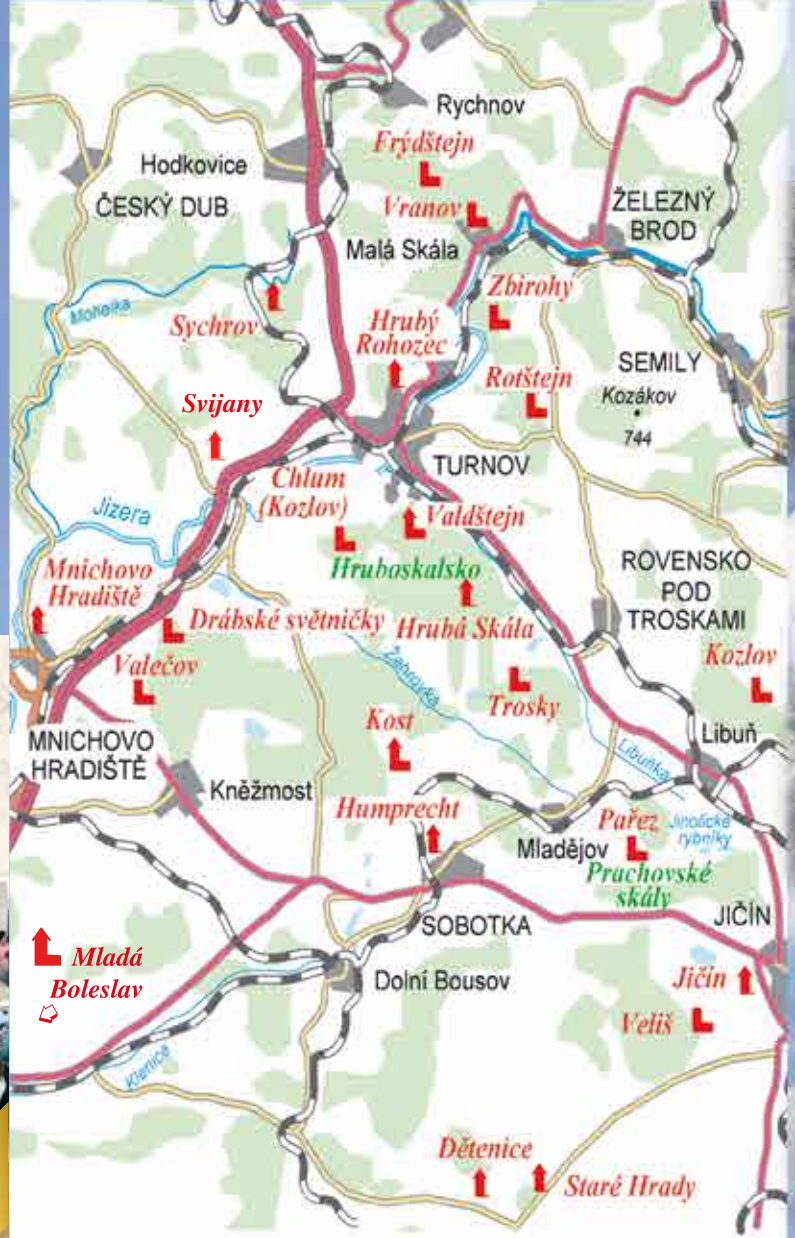 Rychnov
Frýdštejn
Hodkovice
ČESKÝ DUB
Vranov
ŽELEZNÝ
BROD
Malá Skála
Zbirohy
Mohelka
Sychrov
Hrubý
Rohozec
SEMILY
Rotštejn
Kozákov
744
Svijany
TURNOV
Chlum
(Kozlov)
Valdštejn
Jizera
Hruboskalsko
ROVENSKO
POD
TROSKAMI
Mnichovo
Hradiště
Drábské světničky
Hrubá Skála
Kozlov
Valečov
Žehrovka
Trosky
Kost
Libuňka
Libuň
MNICHOVO
HRADIŠTĚ
Kněžmost
Humprecht
Mladějov
Pařez
Jinolické
rybníky
Prachovské
skály
JIČÍN
SOBOTKA
Mladá
Boleslav
Dolní Bousov
Jičín
Veliš
Klenice
Dětenice
Staré Hrady